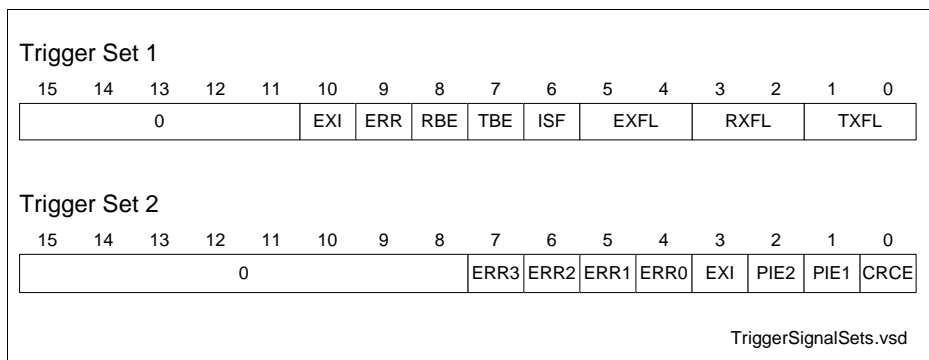 Trigger Set 1
15 14 13 12 11 10 9 8 7 6 5 4 3 2 1 0
0 EXI ERR RBE TBE ISF EXFL RXFL TXFL
Trigger Set 2
15 14 13 12 11 10 9 8 7 6 5 4 3 2 1 0
0 ERR3 ERR2 ERR1 ERR0 EXI PIE2 PIE1 CRCE
TriggerSignalSets.vsd